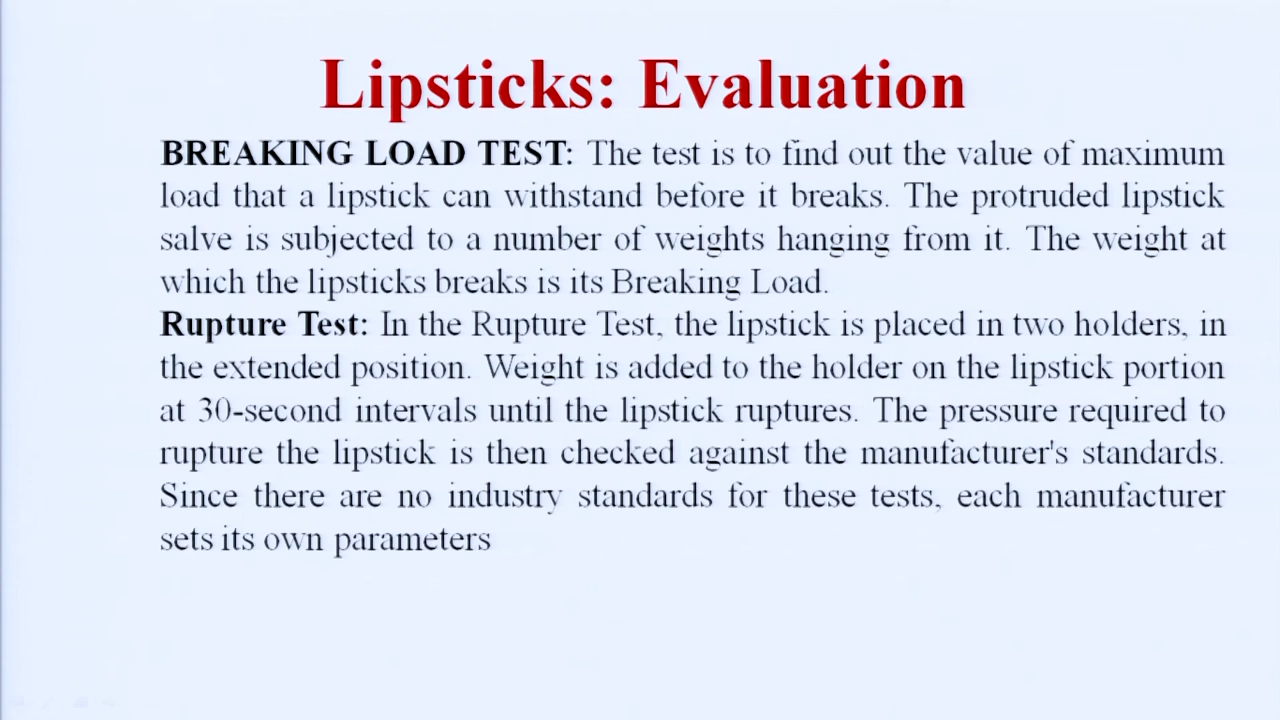 Lipsticks: Evaluation
BREAKING LOAD TEST: The test is to find out the value of maximum
load that a lipstick can withstand before it breaks. The protruded lipstick
salve is subjected to a number of weights hanging from it. The weight at
which the lipsticks breaks is its Breaking Load.
Rupture Test: In the Rupture Test, the lipstick is placed in two holders, in
the extended position. Weight is added to the holder on the lipstick portion
at 30-second intervals until the lipstick ruptures. The pressure required to
rupture the lipstick is then checked against the manufacturer's standards.
Since there are no industry standards for these tests, each manufacturer
sets its own parameters